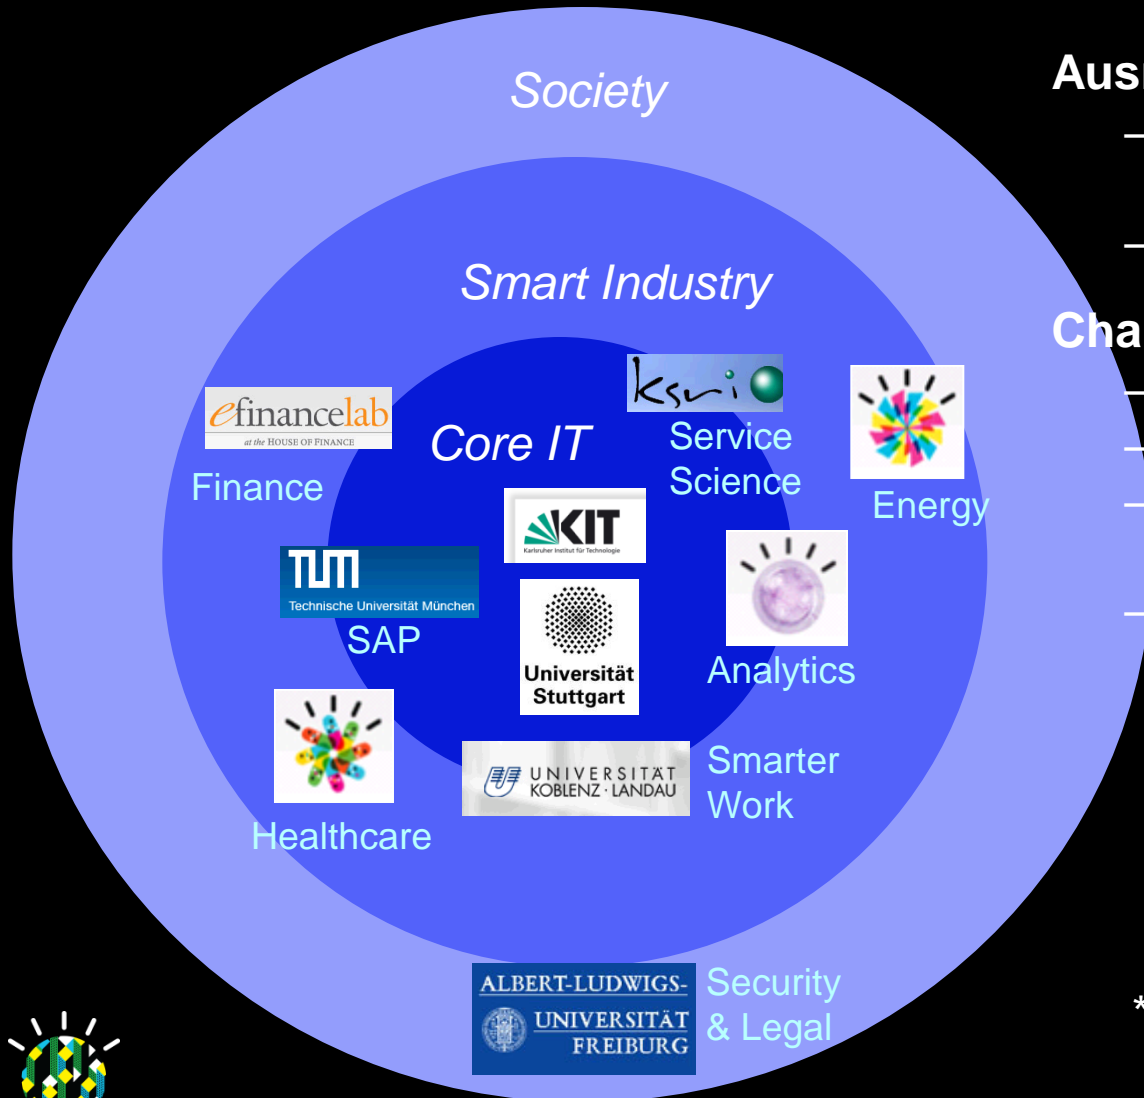 Society
Smart Industry
Core IT
ksri
Service
Science
efinancelab
at the HOUSE OF FINANCE
Finance
Energy
KIT
Karlsruher Institut für Technologie
TUM
Technische Universität München
SAP
Universität
Stuttgart
Analytics
UNIVERSITÄT
KOBLENZ · LANDAU
Smarter
Work
Healthcare
ALBERT-LUDWIGS-
UNIVERSITÄT
FREIBURG
Security
& Legal
–
–
–
–
–
–
*